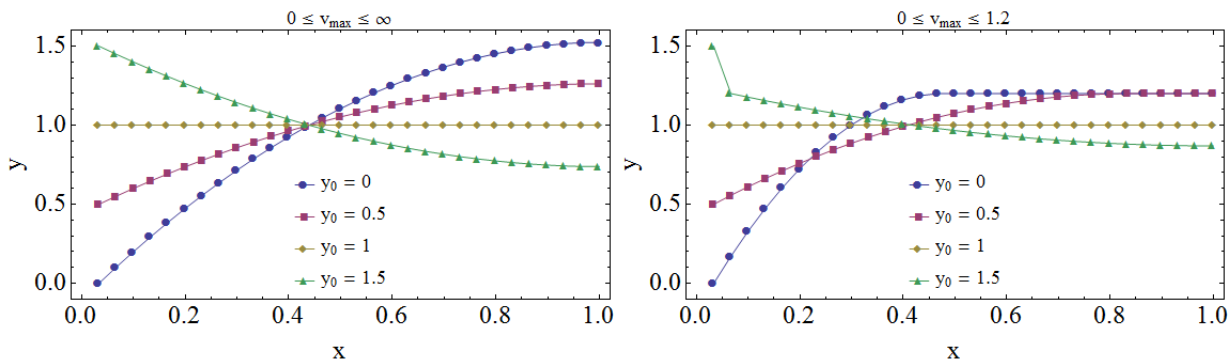 0 ≤ vmax ≤ ∞
1.5
1.0
0.5
0.0
y
y0 = 0
y0 = 0.5
y0 = 1
y0 = 1.5
0.0 0.2 0.4 0.6 0.8 1.0
x
0 ≤ vmax ≤ 1.2
1.5
1.0
0.5
0.0
y
y0 = 0
y0 = 0.5
y0 = 1
y0 = 1.5
0.0 0.2 0.4 0.6 0.8 1.0
x